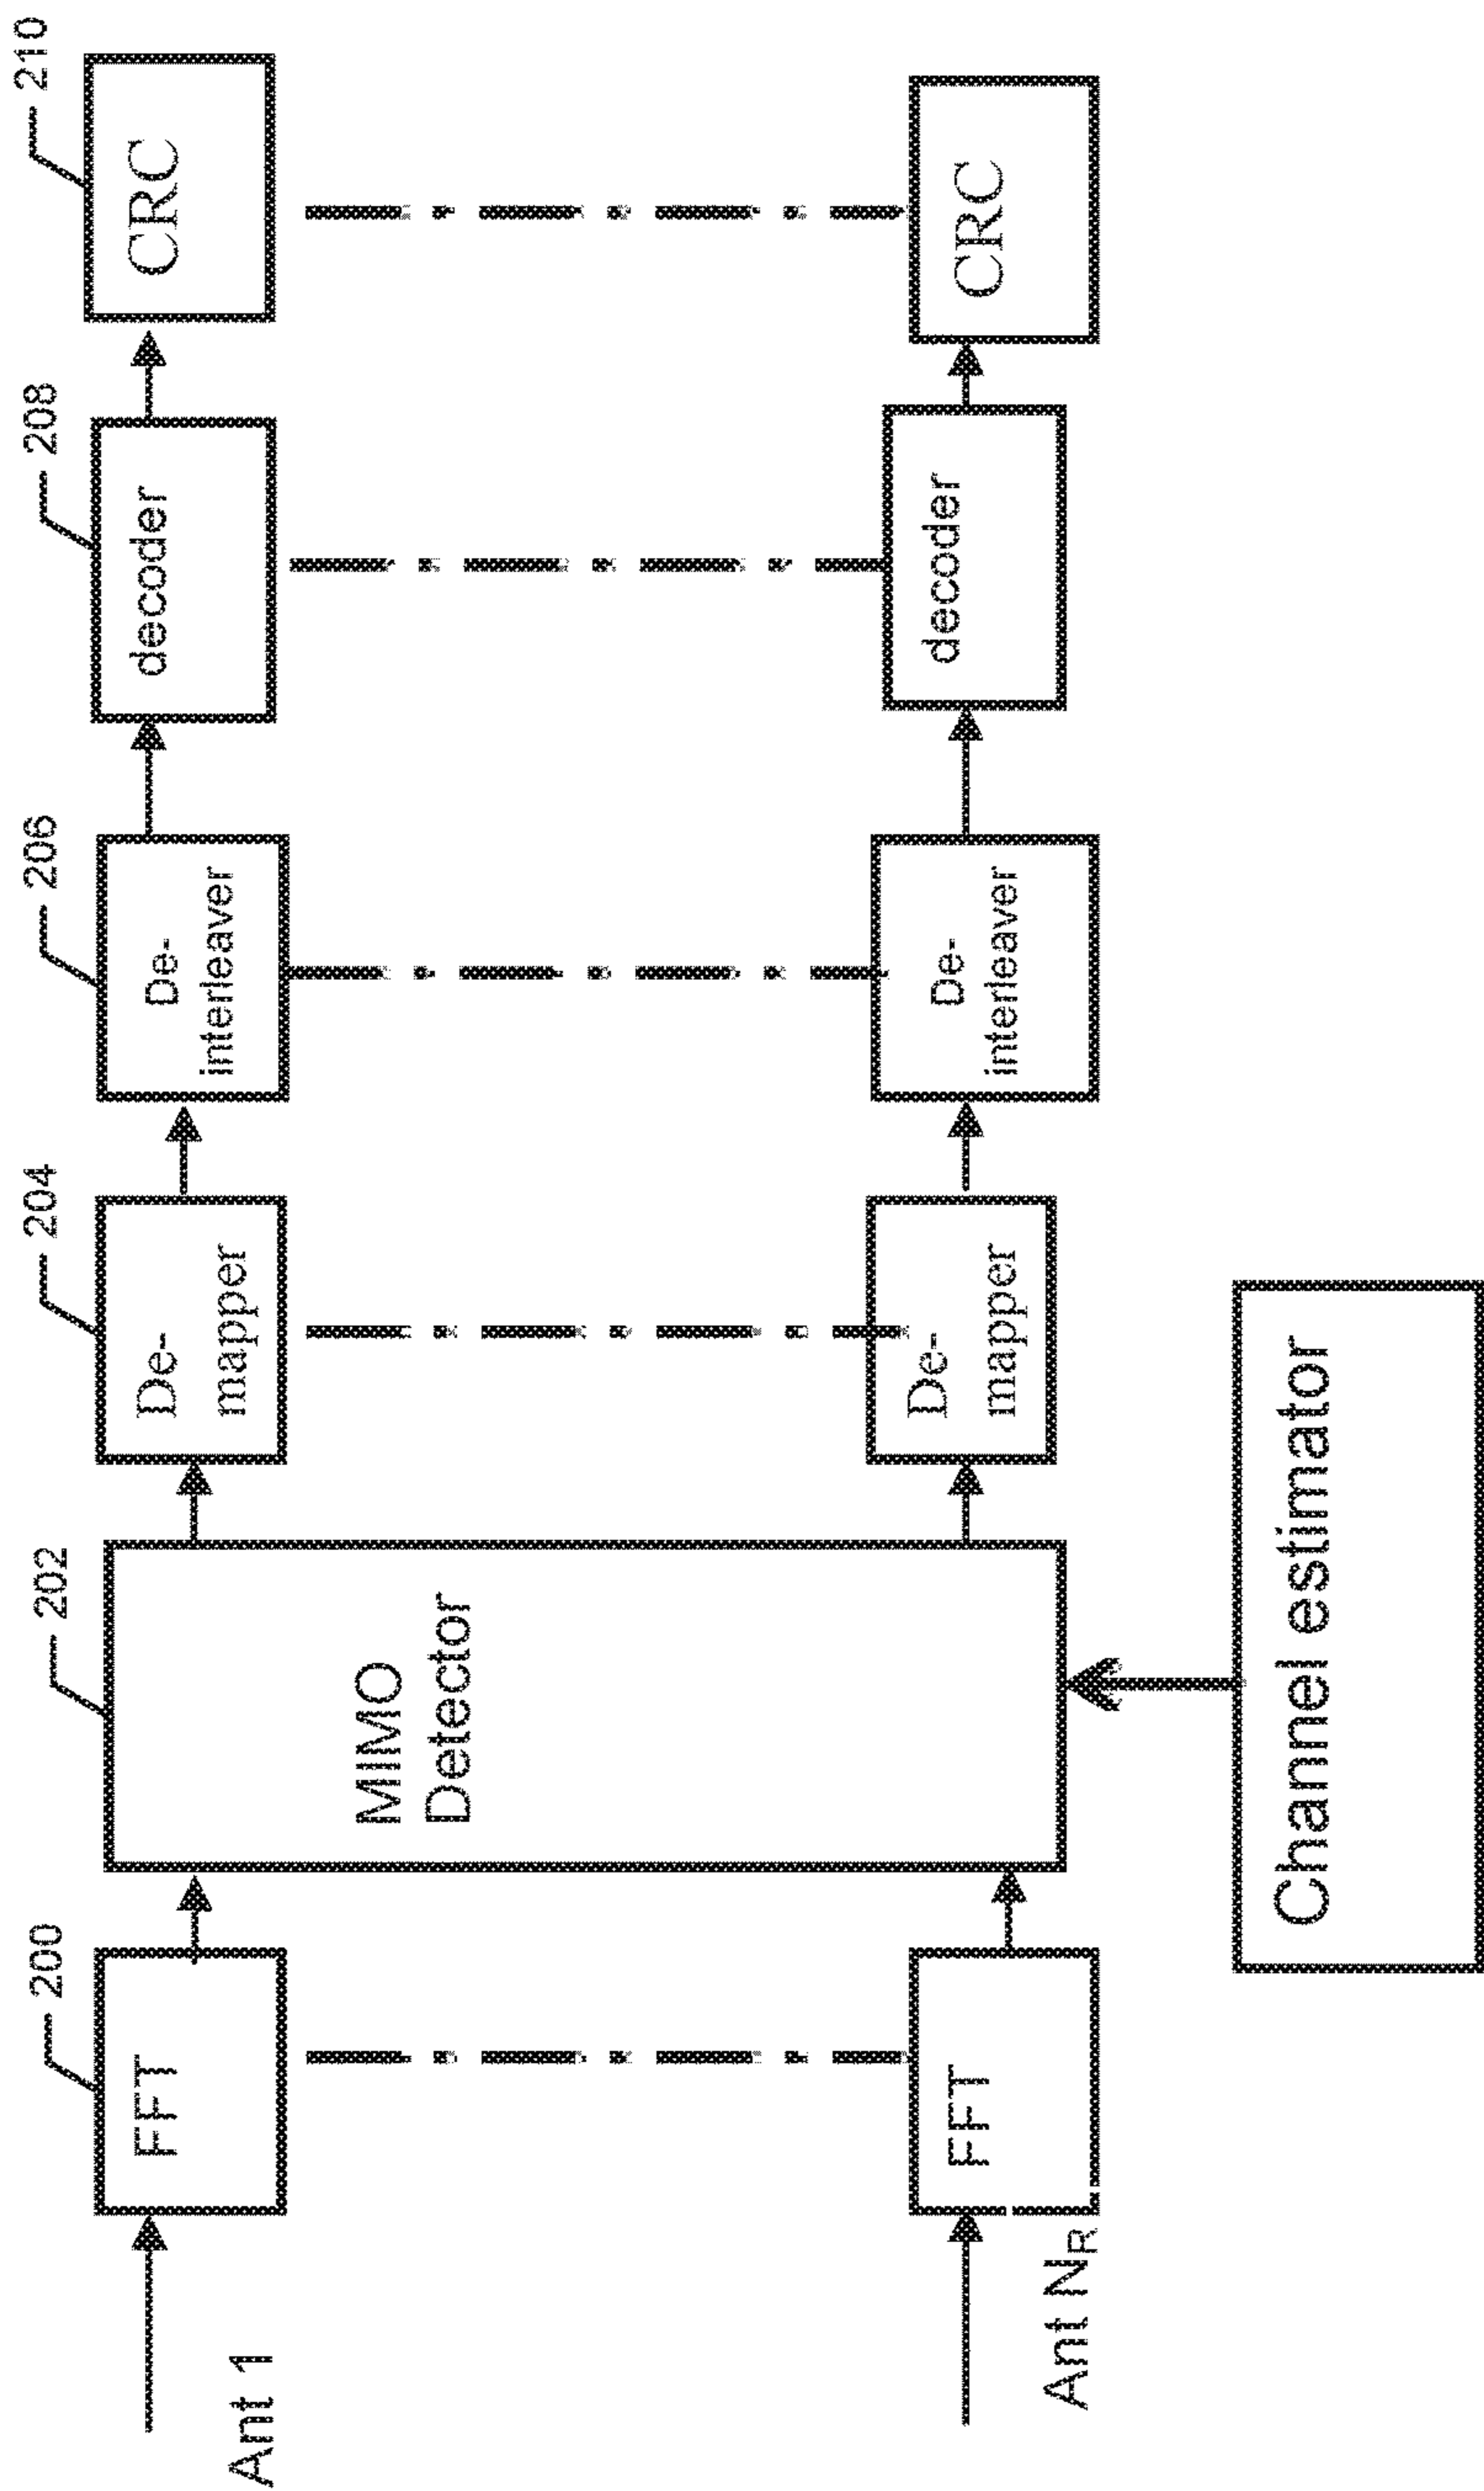 200
202
204
206
208
210
FFT
MIMO
Detector
De-
mapper
De-
interleaver
decoder
CRC
Ant 1
FFT
De-
mapper
De-
interleaver
decoder
CRC
Ant NR
Channel estimator